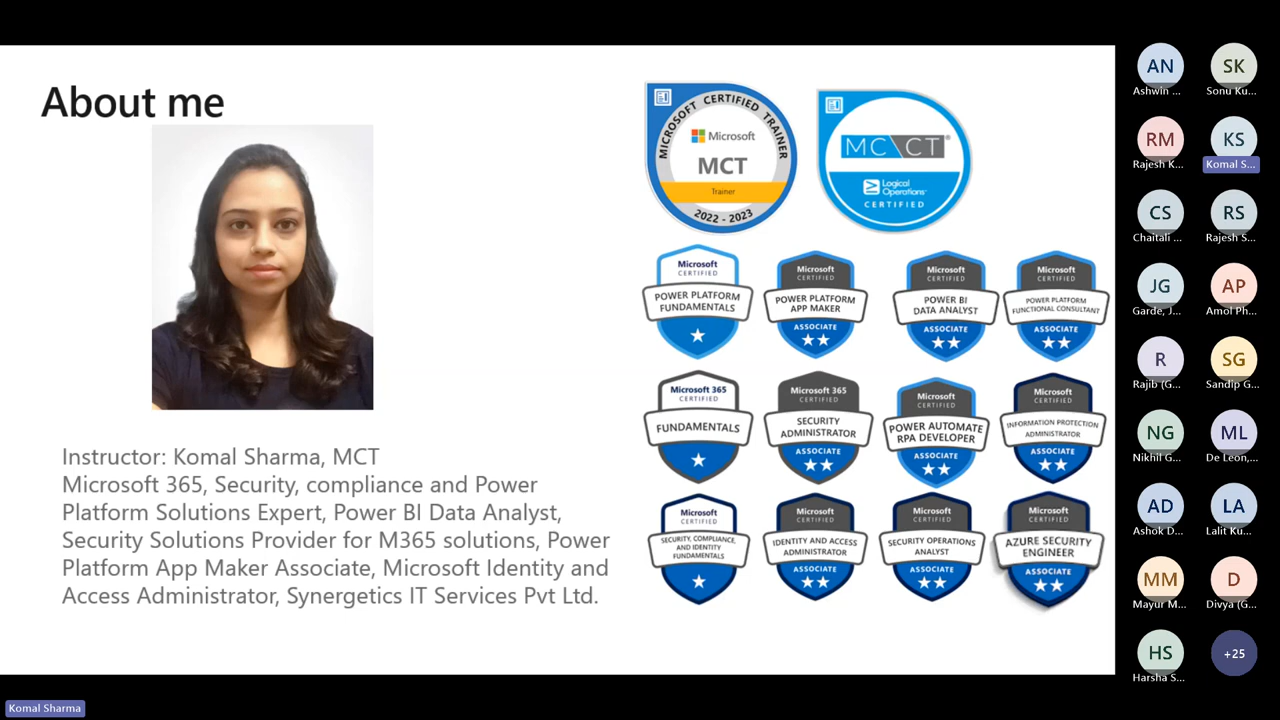 About me
MICROSOFT CERTIFIED TRAINER
Microsoft
MCT
Trainer
2022 - 2023
MC\CT®
Logical
Operations
CERTIFIED
Microsoft
CERTIFIED
POWER PLATFORM
FUNDAMENTALS
Microsoft
CERTIFIED
POWER PLATFORM
APP MAKER
ASSOCIATE
Microsoft
CERTIFIED
POWER BI
DATA ANALYST
ASSOCIATE
Microsoft
CERTIFIED
POWER PLATFORM
FUNCTIONAL CONSULTANT
ASSOCIATE
Microsoft 365
CERTIFIED
FUNDAMENTALS
Microsoft 365
CERTIFIED
SECURITY
ADMINISTRATOR
ASSOCIATE
Microsoft
CERTIFIED
POWER AUTOMATE
RPA DEVELOPER
ASSOCIATE
Microsoft
CERTIFIED
INFORMATION PROTECTION
ADMINISTRATOR
ASSOCIATE
Microsoft
CERTIFIED
SECURITY, COMPLIANCE,
AND IDENTITY
FUNDAMENTALS
Microsoft
CERTIFIED
IDENTITY AND ACCESS
ADMINISTRATOR
ASSOCIATE
Microsoft
CERTIFIED
SECURITY OPERATIONS
ANALYST
ASSOCIATE
Microsoft
CERTIFIED
AZURE SECURITY
ENGINEER
ASSOCIATE
Instructor: Komal Sharma, MCT
Microsoft 365, Security, compliance and Power
Platform Solutions Expert, Power BI Data Analyst,
Security Solutions Provider for M365 solutions, Power
Platform App Maker Associate, Microsoft Identity and
Access Administrator, Synergetics IT Services Pvt Ltd.
AN
Ashwin ...
SK
Sonu Ku...
RM
Rajesh K...
KS
Komal S...
CS
Chaitali ...
RS
Rajesh S...
JG
Garde, J...
AP
Amol Ph...
R
Rajib (G...
SG
Sandip G...
NG
Nikhil G...
ML
De Leon,...
AD
Ashok D...
LA
Lalit Ku...
MM
Mayur M...
D
Divya (G...
HS
Harsha S...
+25
Komal Sharma